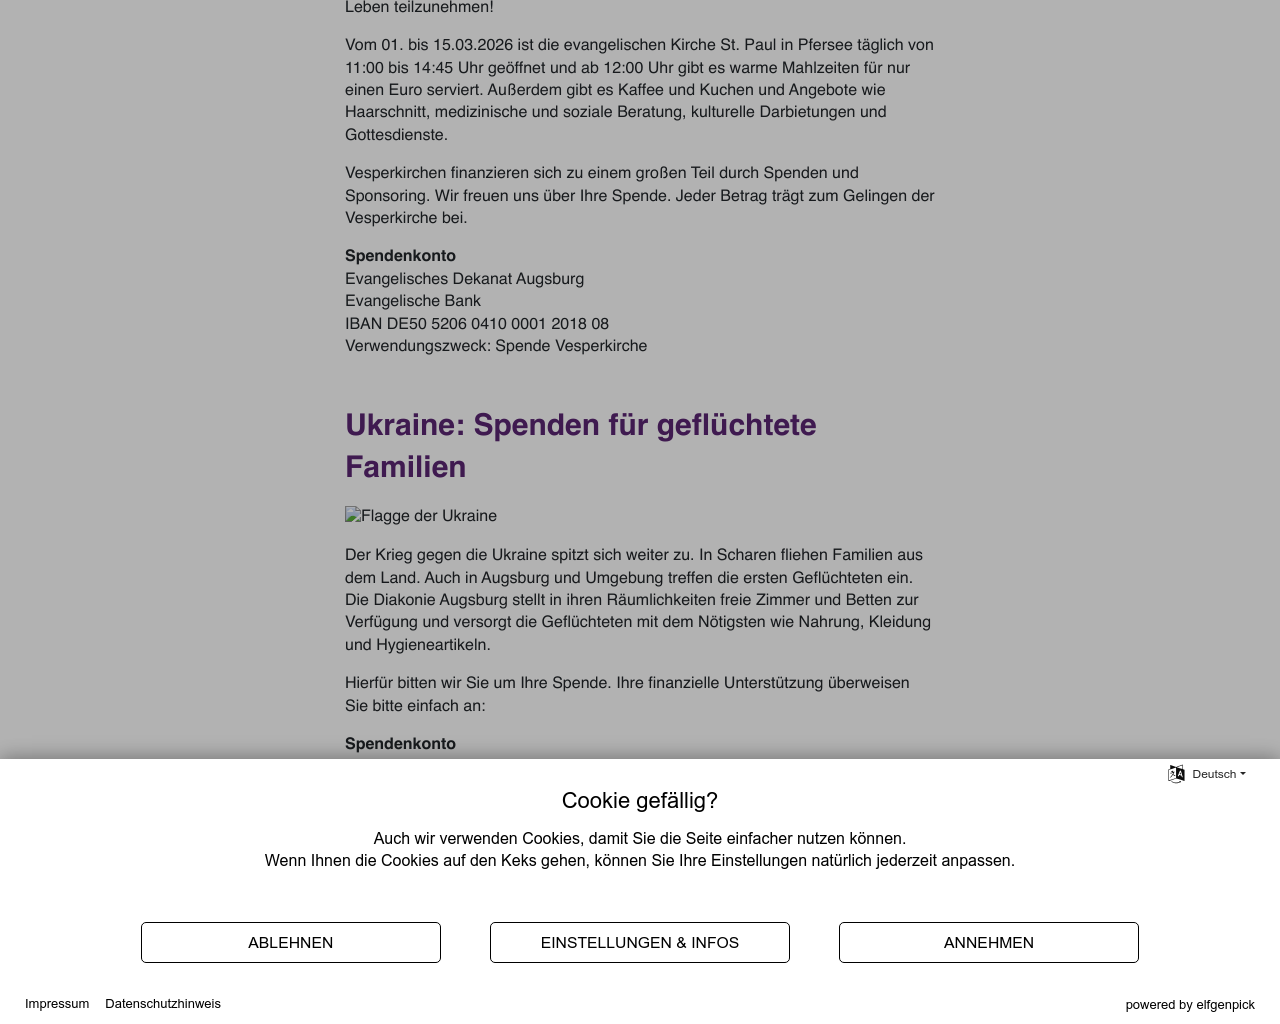 Leben teilzunehmen!
Vom 01. bis 15.03.2026 ist die evangelischen Kirche St. Paul in Pfersee täglich von
11:00 bis 14:45 Uhr geöffnet und ab 12:00 Uhr gibt es warme Mahlzeiten für nur
einen Euro serviert. Außerdem gibt es Kaffee und Kuchen und Angebote wie
Haarschnitt, medizinische und soziale Beratung, kulturelle Darbietungen und
Gottesdienste.
Vesperkirchen finanzieren sich zu einem großen Teil durch Spenden und
Sponsoring. Wir freuen uns über Ihre Spende. Jeder Betrag trägt zum Gelingen der
Vesperkirche bei.
Spendenkonto
Evangelisches Dekanat Augsburg
Evangelische Bank
IBAN DE50 5206 0410 0001 2018 08
Verwendungszweck: Spende Vesperkirche
Ukraine: Spenden für geflüchtete
Familien
Flagge der Ukraine
Der Krieg gegen die Ukraine spitzt sich weiter zu. In Scharen fliehen Familien aus
dem Land. Auch in Augsburg und Umgebung treffen die ersten Geflüchteten ein.
Die Diakonie Augsburg stellt in ihren Räumlichkeiten freie Zimmer und Betten zur
Verfügung und versorgt die Geflüchteten mit dem Nötigsten wie Nahrung, Kleidung
und Hygieneartikeln.
Hierfür bitten wir Sie um Ihre Spende. Ihre finanzielle Unterstützung überweisen
Sie bitte einfach an:
Spendenkonto
Deutsch
Cookie gefällig?
Auch wir verwenden Cookies, damit Sie die Seite einfacher nutzen können.
Wenn Ihnen die Cookies auf den Keks gehen, können Sie Ihre Einstellungen natürlich jederzeit anpassen.
ABLEHNEN
EINSTELLUNGEN & INFOS
ANNEHMEN
Impressum
Datenschutzhinweis
powered by elfgenpick